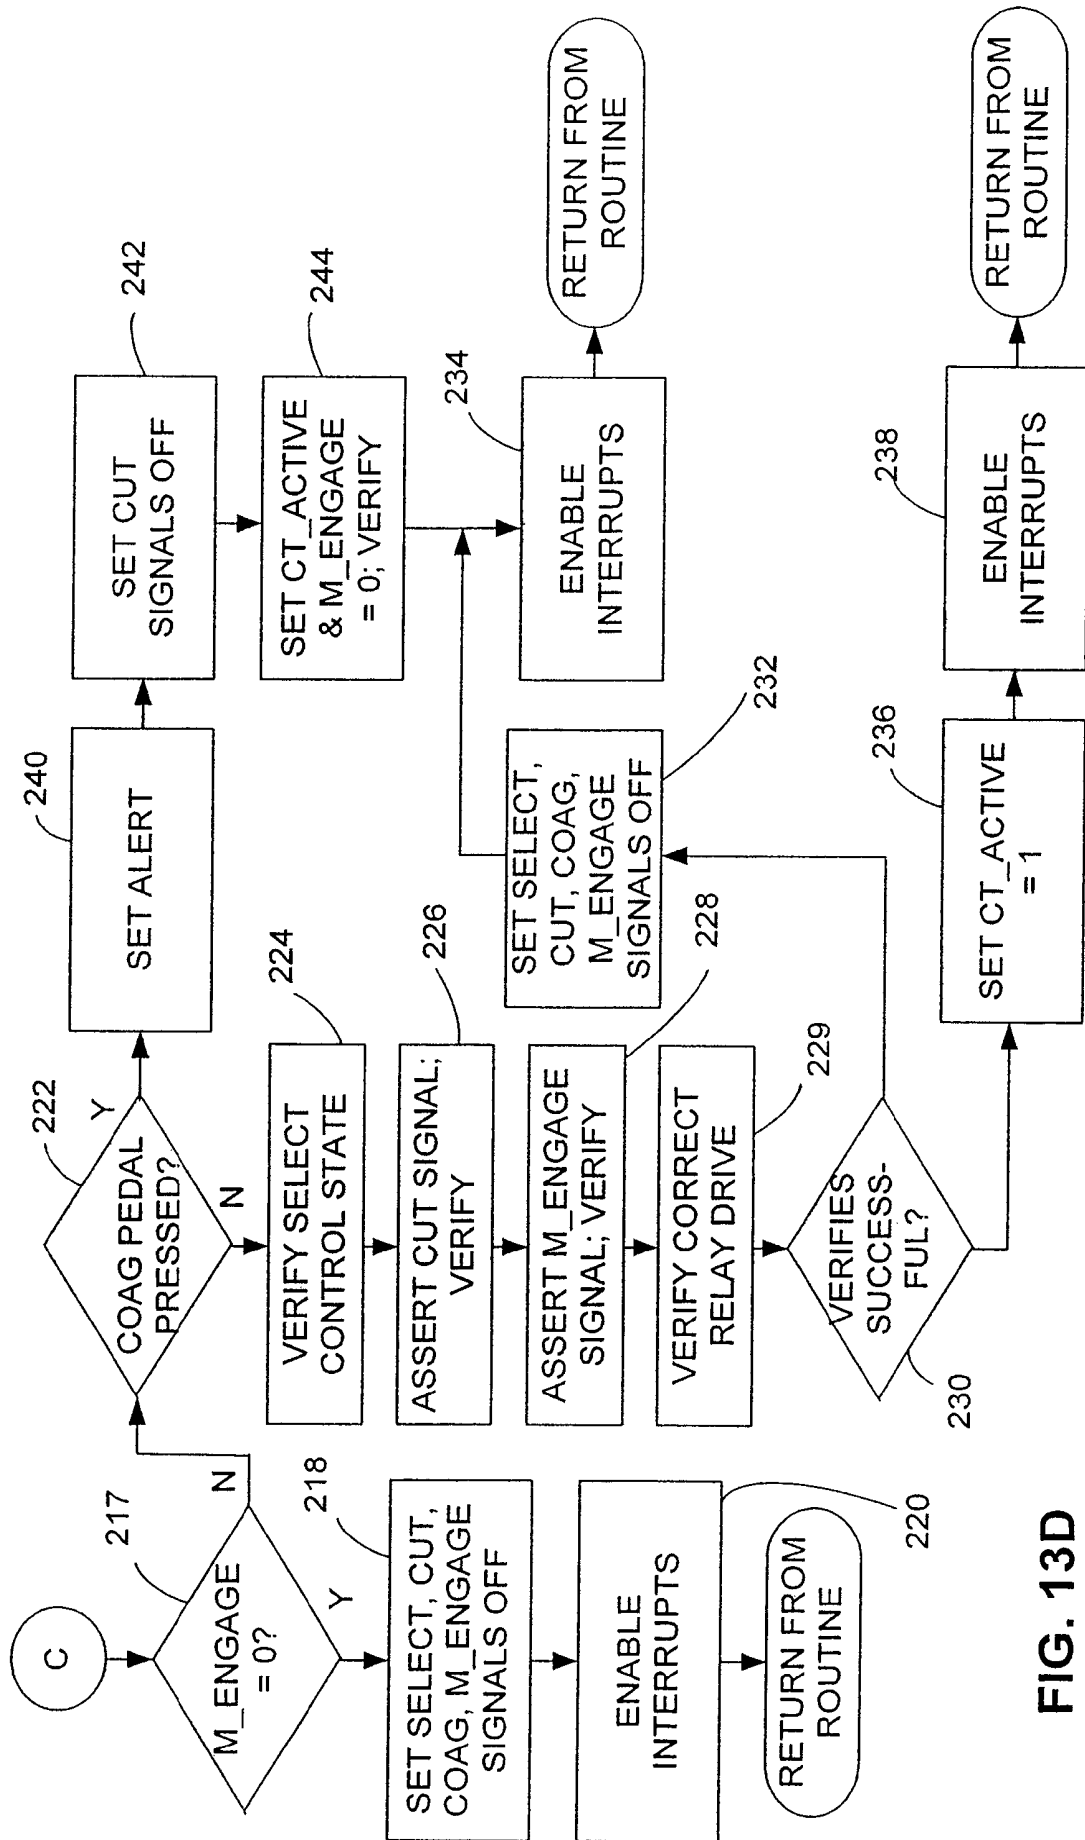 C
217
M_ENGAGE
= 0?
N
Y
218
SET SELECT, CUT,
COAG, M_ENGAGE
SIGNALS OFF
ENABLE
INTERRUPTS
220
RETURN FROM
ROUTINE
222
COAG PEDAL
PRESSED?
Y
N
224
VERIFY SELECT
CONTROL STATE
226
ASSERT CUT SIGNAL;
VERIFY
228
ASSERT M_ENGAGE
SIGNAL; VERIFY
229
VERIFY CORRECT
RELAY DRIVE
VERIFIES
SUCCESS-
FUL?
230
240
SET ALERT
242
SET CUT
SIGNALS OFF
244
SET CT_ACTIVE
& M_ENGAGE
= 0; VERIFY
232
SET SELECT,
CUT, COAG,
M_ENGAGE
SIGNALS OFF
234
ENABLE
INTERRUPTS
RETURN FROM
ROUTINE
236
SET CT_ACTIVE
= 1
238
ENABLE
INTERRUPTS
RETURN FROM
ROUTINE
FIG. 13D